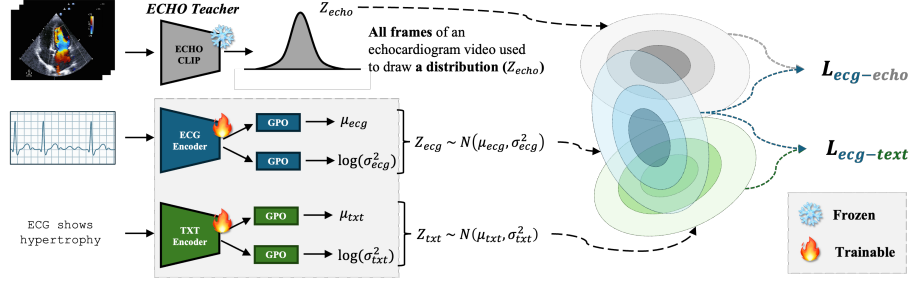 ECHO Teacher
ECHO
CLIP
Z_echo
All frames of an
echocardiogram video used
to draw a distribution (Z_echo)
L_ecg−echo
ECG
Encoder
GPO
μ_ecg
GPO
log(σ²_ecg)
Z_ecg ~ N(μ_ecg, σ²_ecg)
L_ecg−text
ECG shows
hypertrophy
TXT
Encoder
GPO
μ_txt
GPO
log(σ²_txt)
Z_txt ~ N(μ_txt, σ²_txt)
Frozen
Trainable